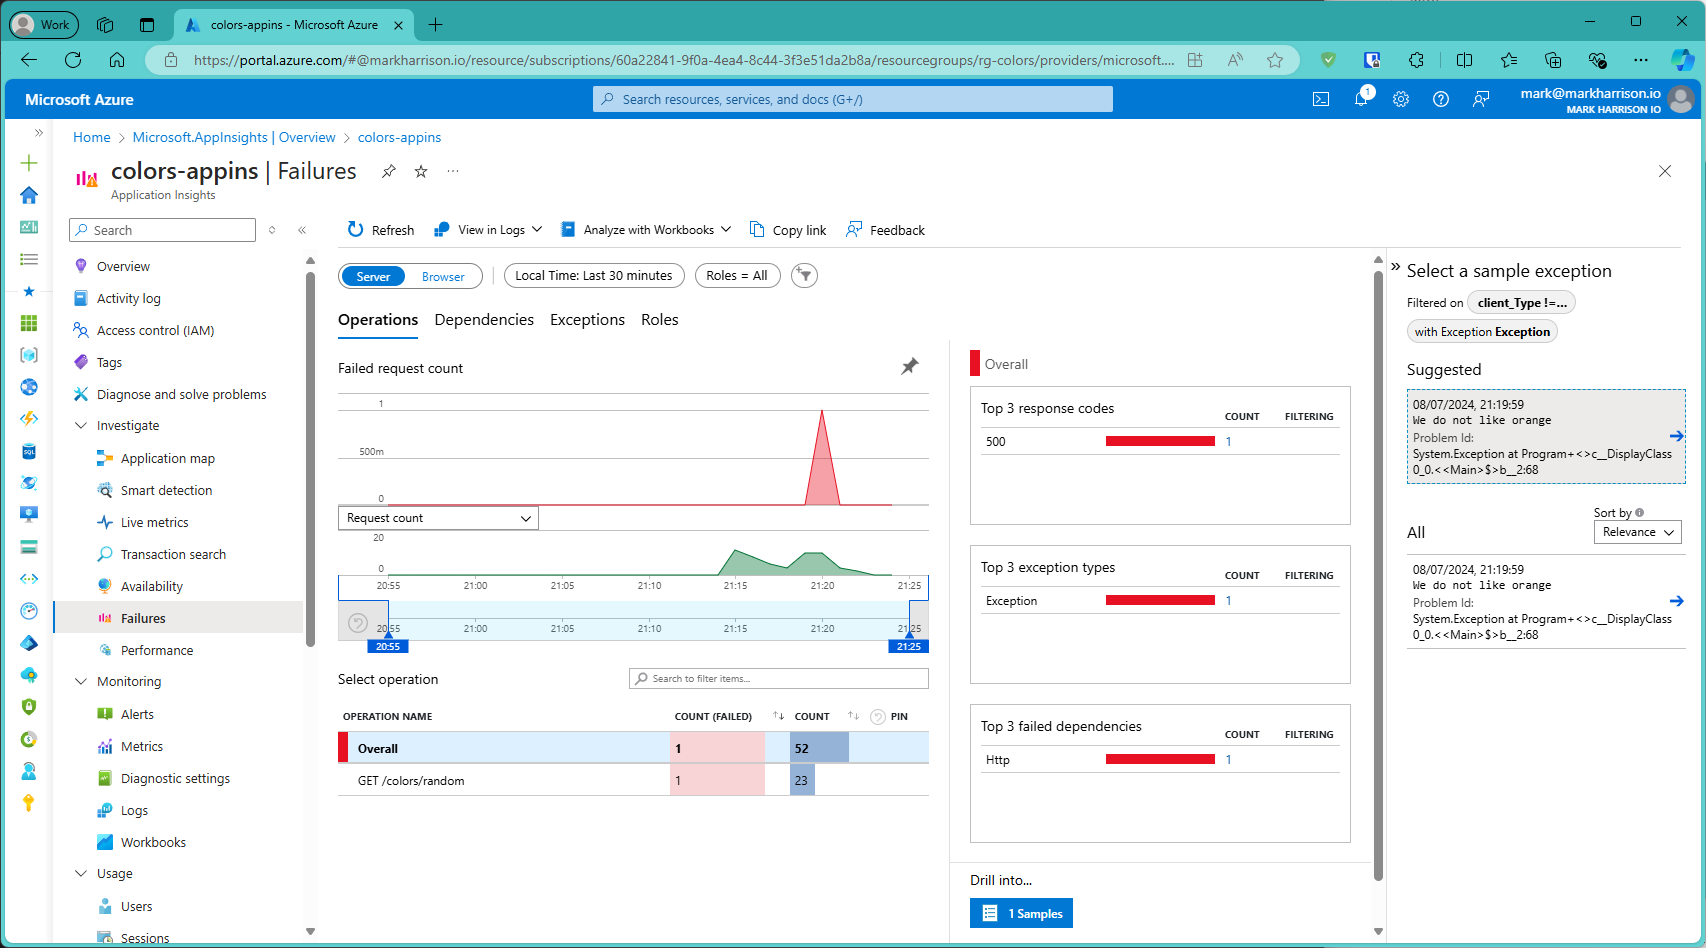 Work
colors-appins - Microsoft Azure
https://portal.azure.com/#@markharrison.io/resource/subscriptions/60a22841-9f0a-4ea4-8c44-3f3e51da2b8a/resourcegroups/rg-colors/providers/microsoft....
Microsoft Azure
Search resources, services, and docs (G+/)
1
mark@markharrison.io
MARK HARRISON IO
Home > Microsoft.AppInsights | Overview > colors-appins
colors-appins | Failures
Application Insights
Search
Overview
Activity log
Access control (IAM)
Tags
Diagnose and solve problems
Investigate
Application map
Smart detection
Live metrics
Transaction search
Availability
Failures
Performance
Monitoring
Alerts
Metrics
Diagnostic settings
Logs
Workbooks
Usage
Users
Sessions
Refresh
View in Logs
Analyze with Workbooks
Copy link
Feedback
Server
Browser
Local Time: Last 30 minutes
Roles = All
Operations
Dependencies
Exceptions
Roles
Failed request count
1
500m
0
Request count
20
0
20:55 21:00 21:05 21:10 21:15 21:20 21:25
20:55 21:00 21:05 21:10 21:15 21:20 21:25
20:55
21:25
Select operation
Search to filter items...
OPERATION NAME COUNT (FAILED) COUNT PIN
Overall 1 52
GET /colors/random 1 23
Overall
Top 3 response codes
COUNT FILTERING
500 1
Top 3 exception types
COUNT FILTERING
Exception 1
Top 3 failed dependencies
COUNT FILTERING
Http 1
Drill into...
1 Samples
Select a sample exception
Filtered on client_Type !=...
with Exception Exception
Suggested
08/07/2024, 21:19:59
We do not like orange
Problem Id:
System.Exception at Program+<>c__DisplayClass
0_0.<<Main>$>b__2:68
Sort by
All
Relevance
08/07/2024, 21:19:59
We do not like orange
Problem Id:
System.Exception at Program+<>c__DisplayClass
0_0.<<Main>$>b__2:68